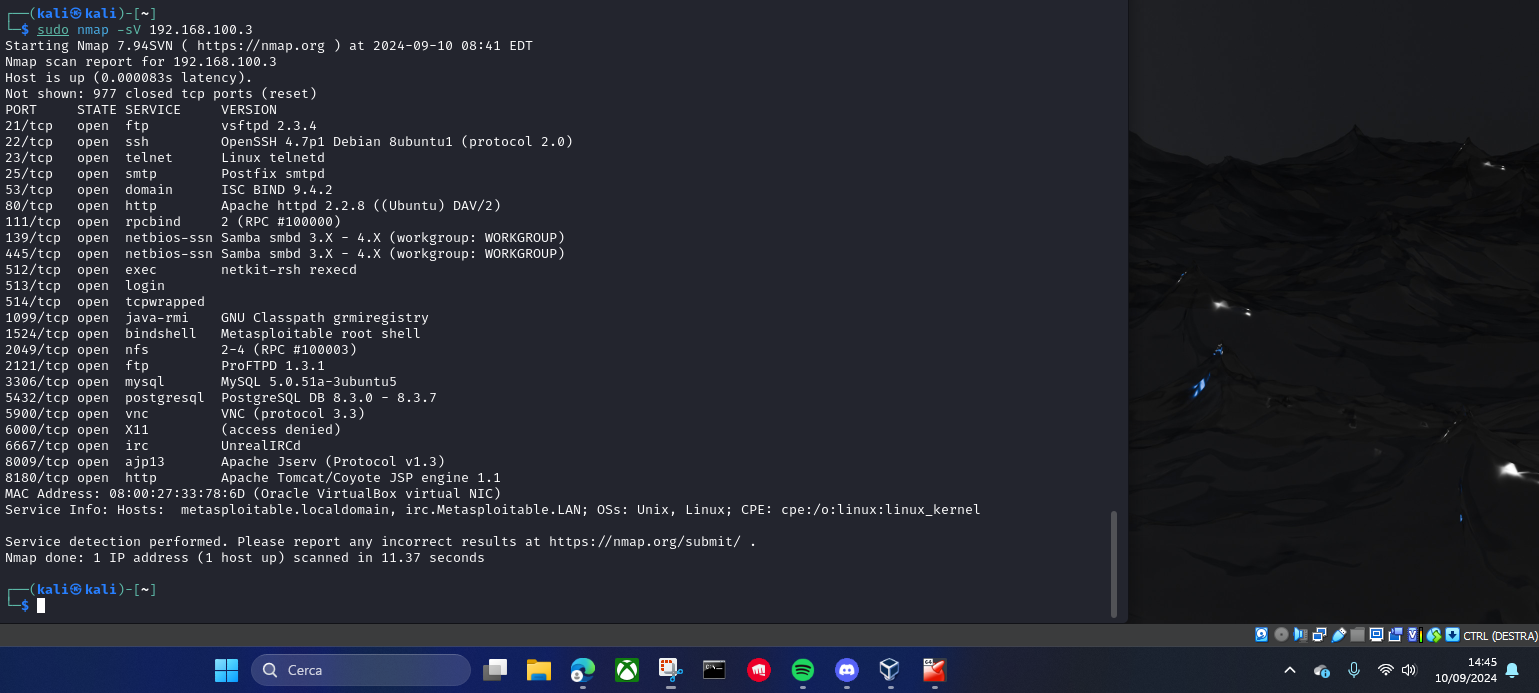 ┌──(kali㉿kali)-[~]
└─$ sudo nmap -sV 192.168.100.3
Starting Nmap 7.94SVN ( https://nmap.org ) at 2024-09-10 08:41 EDT
Nmap scan report for 192.168.100.3
Host is up (0.000083s latency).
Not shown: 977 closed tcp ports (reset)
PORT     STATE SERVICE     VERSION
21/tcp   open  ftp         vsftpd 2.3.4
22/tcp   open  ssh         OpenSSH 4.7p1 Debian 8ubuntu1 (protocol 2.0)
23/tcp   open  telnet      Linux telnetd
25/tcp   open  smtp        Postfix smtpd
53/tcp   open  domain      ISC BIND 9.4.2
80/tcp   open  http        Apache httpd 2.2.8 ((Ubuntu) DAV/2)
111/tcp  open  rpcbind     2 (RPC #100000)
139/tcp  open  netbios-ssn Samba smbd 3.X - 4.X (workgroup: WORKGROUP)
445/tcp  open  netbios-ssn Samba smbd 3.X - 4.X (workgroup: WORKGROUP)
512/tcp  open  exec        netkit-rsh rexecd
513/tcp  open  login
514/tcp  open  tcpwrapped
1099/tcp open  java-rmi    GNU Classpath grmiregistry
1524/tcp open  bindshell   Metasploitable root shell
2049/tcp open  nfs         2-4 (RPC #100003)
2121/tcp open  ftp         ProFTPD 1.3.1
3306/tcp open  mysql       MySQL 5.0.51a-3ubuntu5
5432/tcp open  postgresql  PostgreSQL DB 8.3.0 - 8.3.7
5900/tcp open  vnc         VNC (protocol 3.3)
6000/tcp open  X11         (access denied)
6667/tcp open  irc         UnrealIRCd
8009/tcp open  ajp13       Apache Jserv (Protocol v1.3)
8180/tcp open  http        Apache Tomcat/Coyote JSP engine 1.1
MAC Address: 08:00:27:33:78:6D (Oracle VirtualBox virtual NIC)
Service Info: Hosts:  metasploitable.localdomain, irc.Metasploitable.LAN; OSs: Unix, Linux; CPE: cpe:/o:linux:linux_kernel
Service detection performed. Please report any incorrect results at https://nmap.org/submit/ .
Nmap done: 1 IP address (1 host up) scanned in 11.37 seconds
┌──(kali㉿kali)-[~]
└─$
CTRL (DESTRA)
Cerca
14:45
10/09/2024